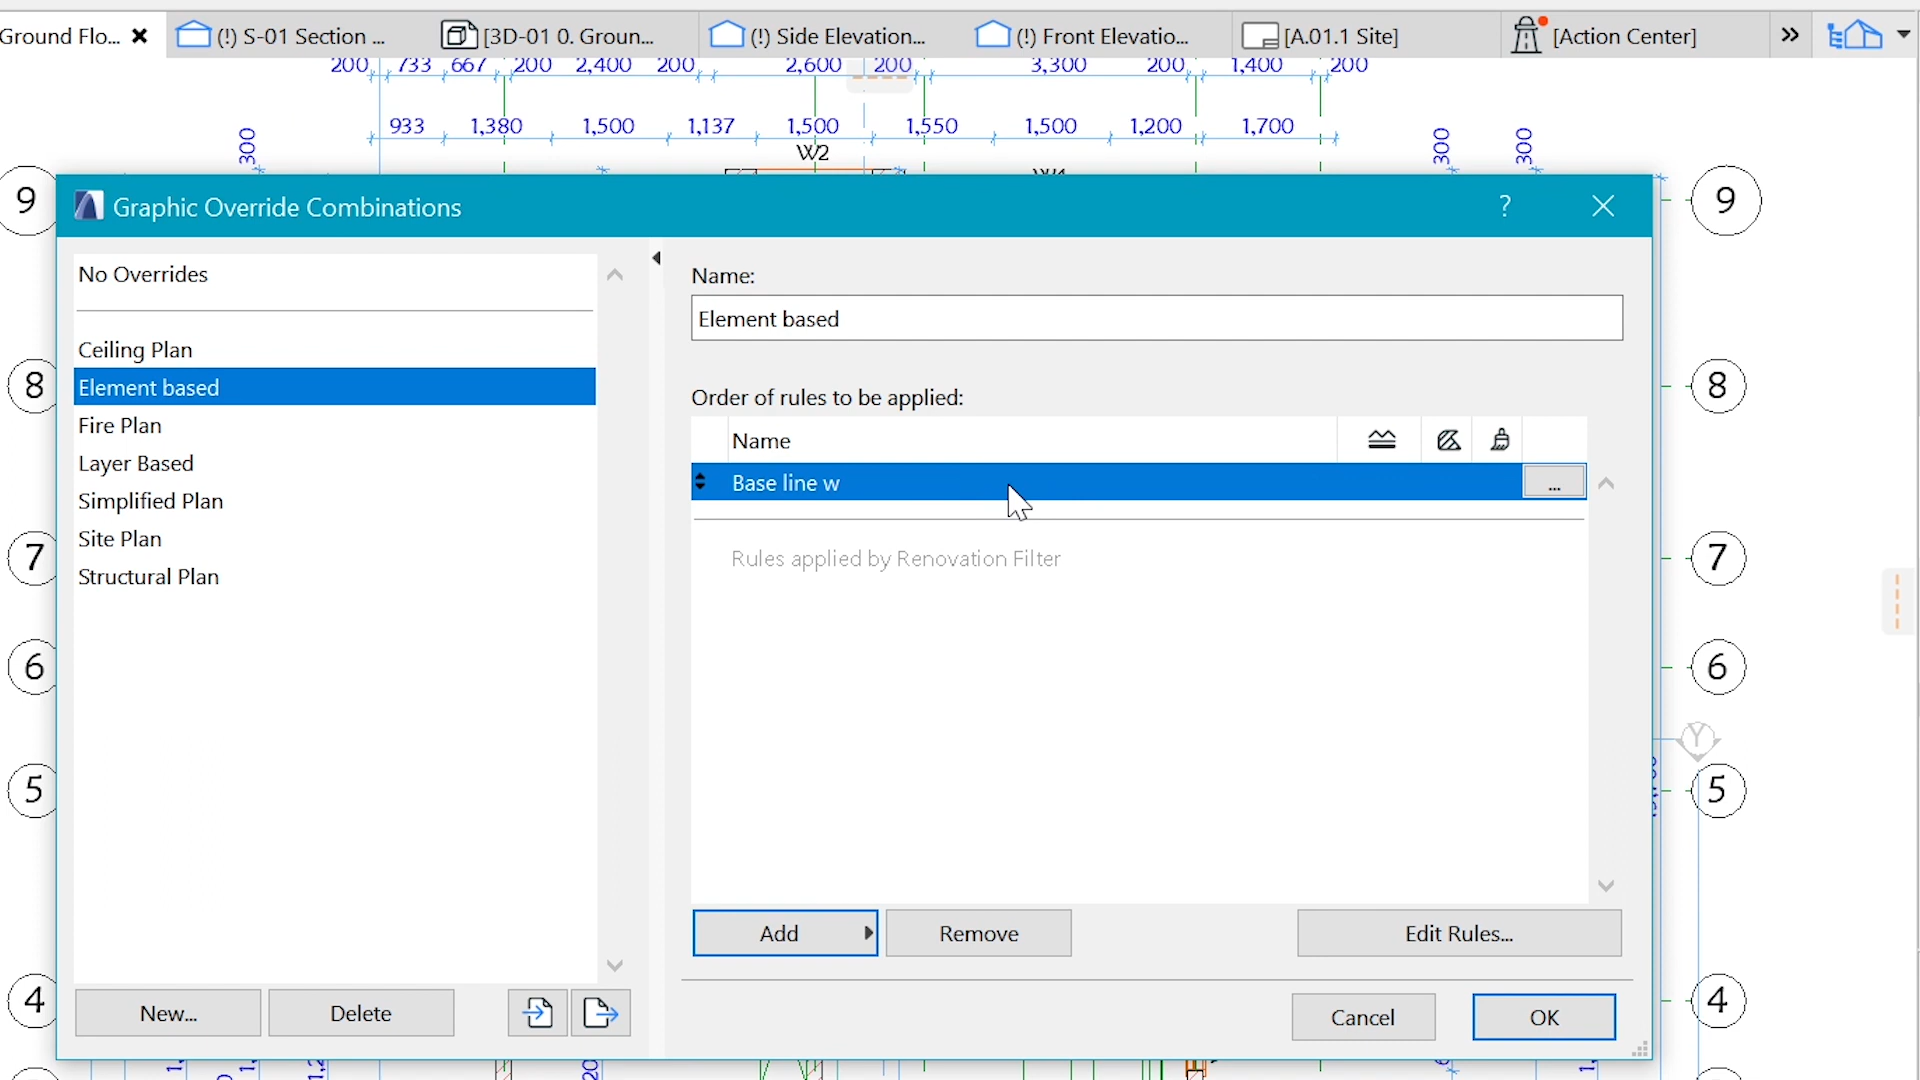 Ground Flo...
(!) S-01 Section ...
[3D-01 0. Groun...
(!) Side Elevation...
(!) Front Elevatio...
[A.01.1 Site]
[Action Center]
200 733 667 200 2,400 200 2,600 200 3,300 200 1,400 200
300 933 1,380 1,500 1,137 1,500 1,550 1,500 1,200 1,700 300 300
W2
9 9
Graphic Override Combinations ?
No Overrides
Name:
Element based
Ceiling Plan
Element based
8 8
Order of rules to be applied:
Fire Plan
Name
Layer Based
Base line w ...
Simplified Plan
Site Plan
Rules applied by Renovation Filter
7 7
Structural Plan
6 6
Y
5 5
Add Remove Edit Rules...
4 4
New... Delete
Cancel OK